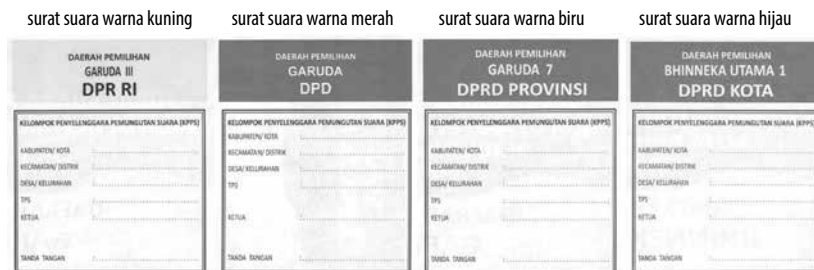 surat suara warna kuning
surat suara warna merah
surat suara warna biru
surat suara warna hijau
DAERAH PEMILIHAN
GARUDA III
DPR RI
KELOMPOK PENYELENGGARA PEMUNGUTAN SUARA (KPPS)
KABUPATEN/ KOTA
KECAMATAN/ DISTRIK
DESA/ KELURAHAN
TPS
KETUA
TANDA TANGAN
DAERAH PEMILIHAN
GARUDA
DPD
KELOMPOK PENYELENGGARA PEMUNGUTAN SUARA (KPPS)
KABUPATEN/ KOTA
KECAMATAN/ DISTRIK
DESA/ KELURAHAN
TPS
KETUA
TANDA TANGAN
DAERAH PEMILIHAN
GARUDA 7
DPRD PROVINSI
KELOMPOK PENYELENGGARA PEMUNGUTAN SUARA (KPPS)
KABUPATEN/ KOTA
KECAMATAN/ DISTRIK
DESA/ KELURAHAN
TPS
KETUA
TANDA TANGAN
DAERAH PEMILIHAN
BHINNEKA UTAMA 1
DPRD KOTA
KELOMPOK PENYELENGGARA PEMUNGUTAN SUARA (KPPS)
KABUPATEN/ KOTA
KECAMATAN/ DISTRIK
DESA/ KELURAHAN
TPS
KETUA
TANDA TANGAN